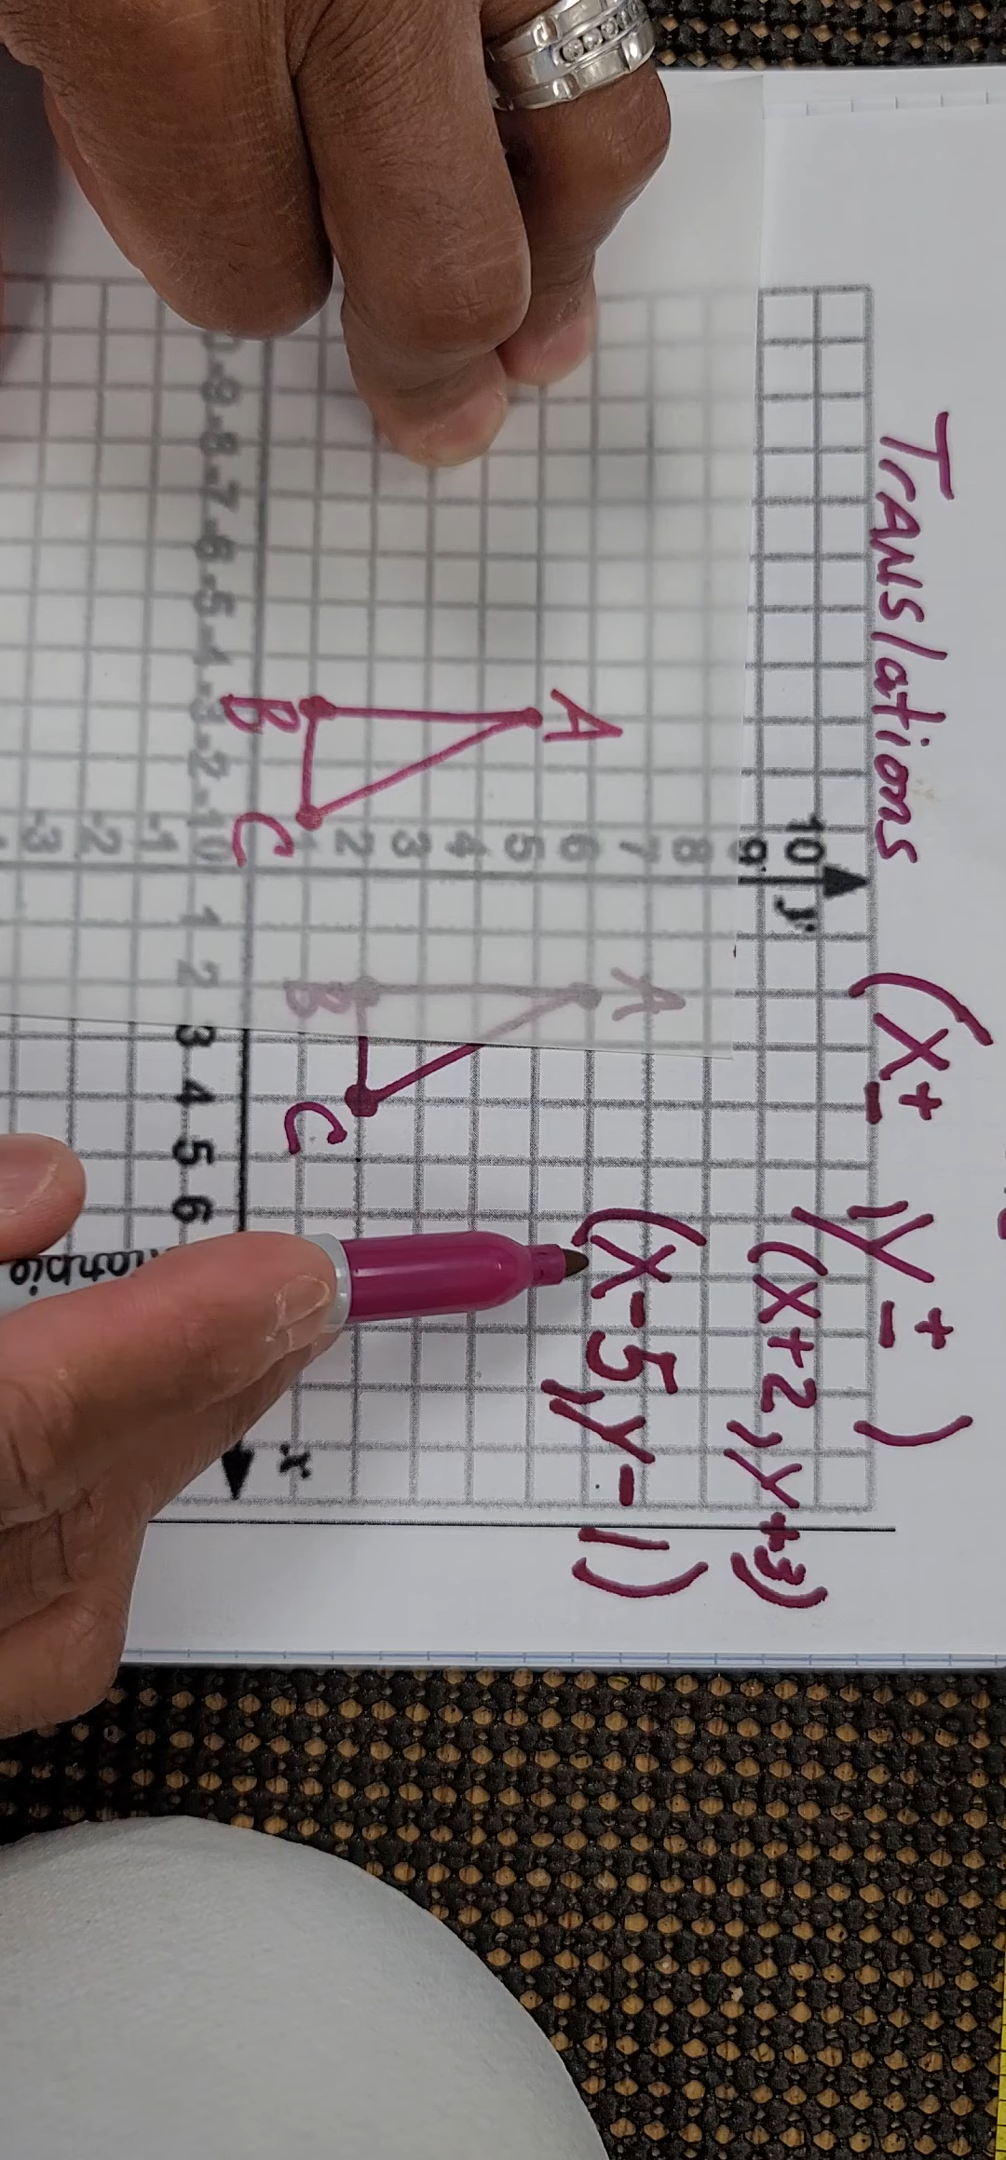 Translations
(x± y± )
(x+2, y+3)
(x-5, y-1)
10 y
9
8
7
6
5
4
3
2
A
A
B C
B C
-9 -8 -7 -6 -5 -4 -3 -2 -1 0 1 2 3 4 5 6
x
-1
-2
-3